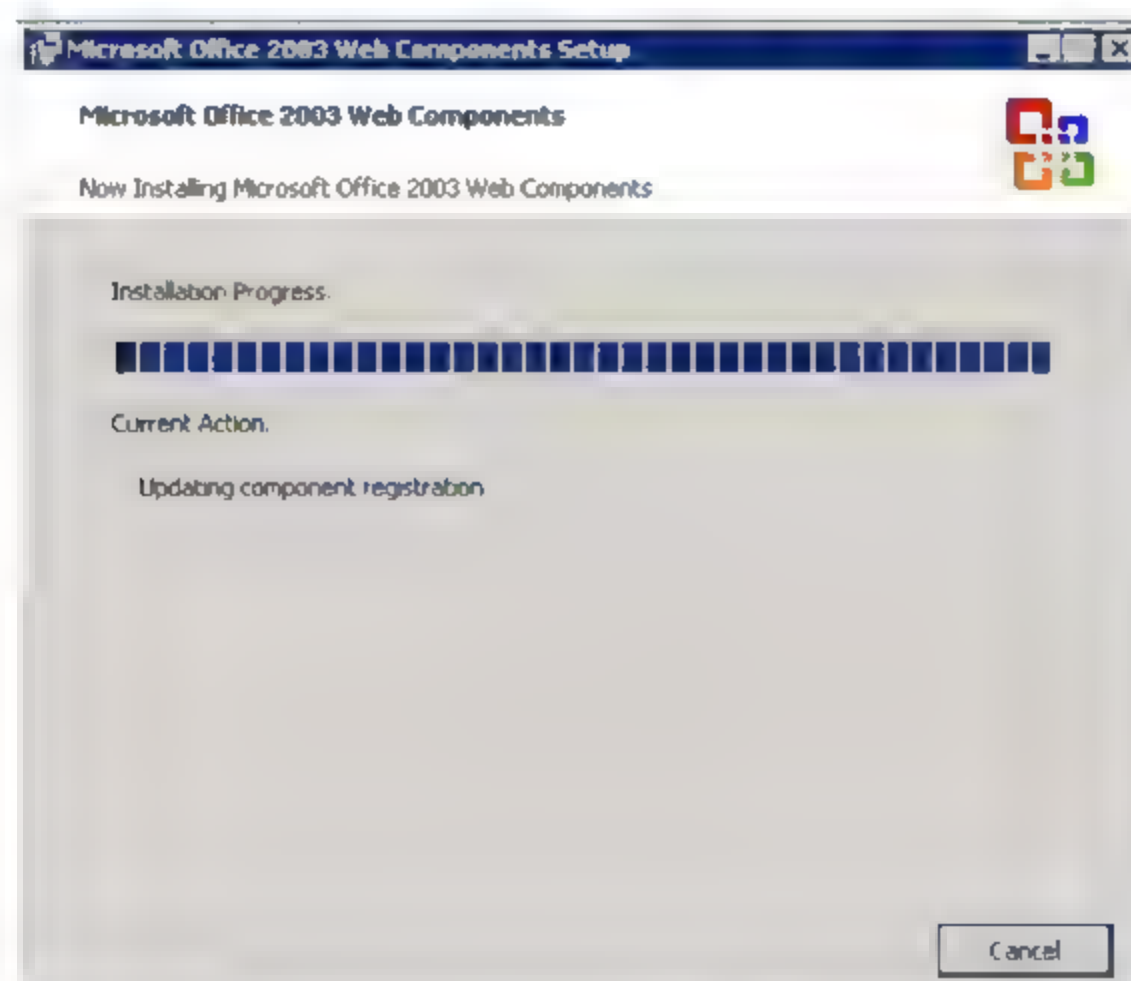 Microsoft Office 2003 Web Components Setup
Microsoft Office 2003 Web Components
Now Installing Microsoft Office 2003 Web Components
Installation Progress.
Current Action.
Updating component registration
Cancel